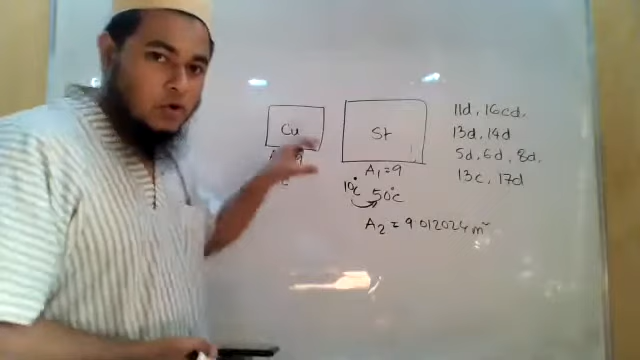 Cu
St
A₁=9
10°c 50°c
A₂ = 9.012024 m²
11d, 16cd.
13d, 14d
5d, 6d, 8d.
13c, 17d